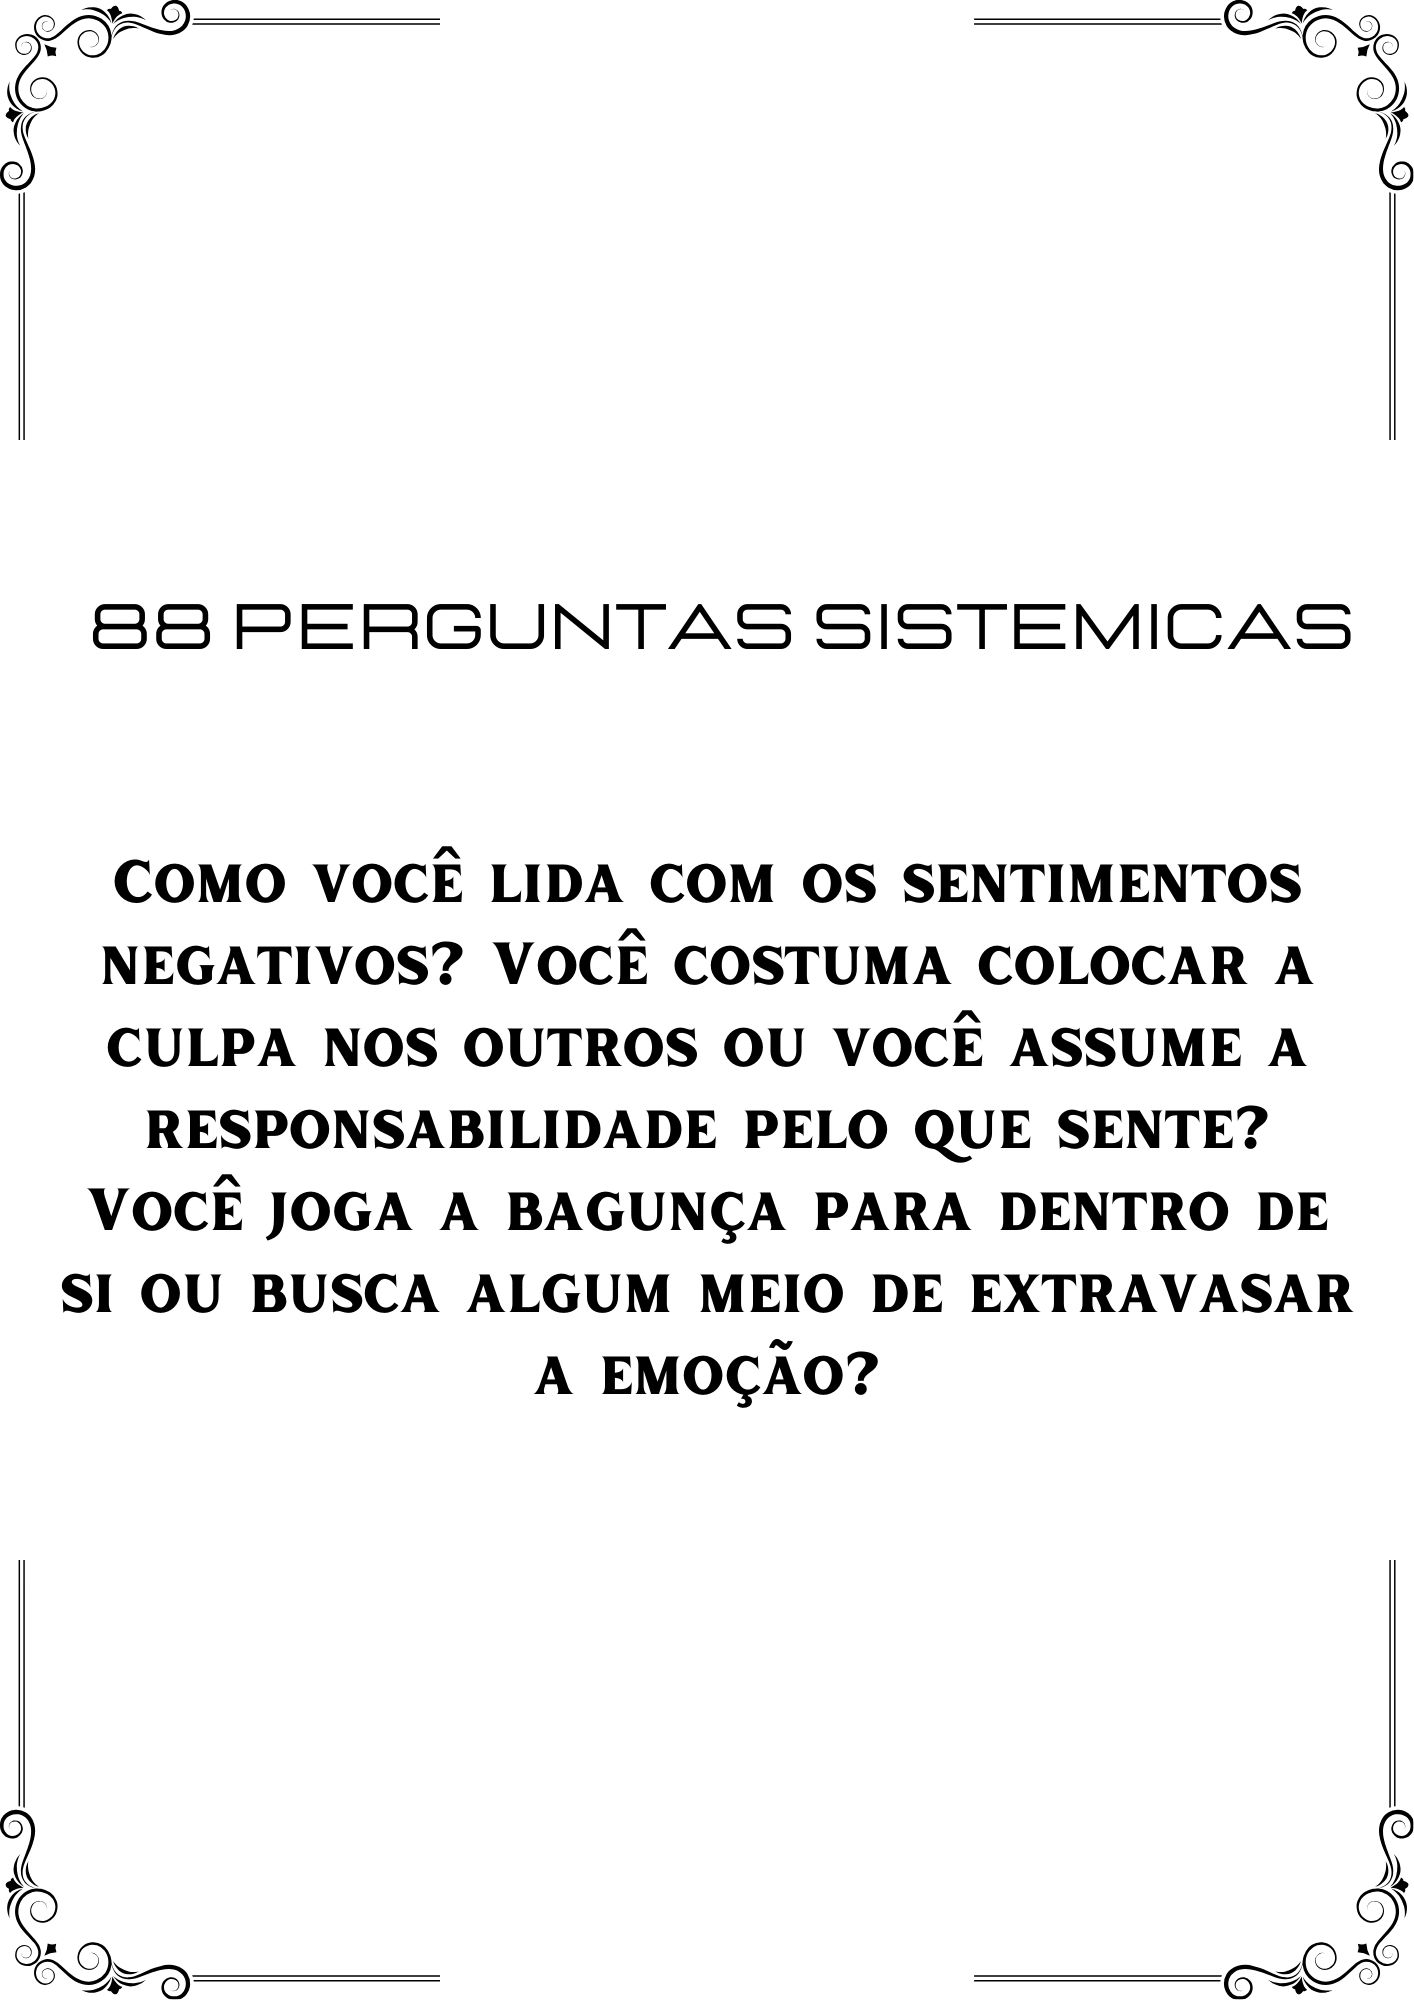 88 PERGUNTAS SISTEMICAS
Como você lida com os sentimentos
negativos? Você costuma colocar a
culpa nos outros ou você assume a
responsabilidade pelo que sente?
Você joga a bagunça para dentro de
si ou busca algum meio de extravasar
a emoção?